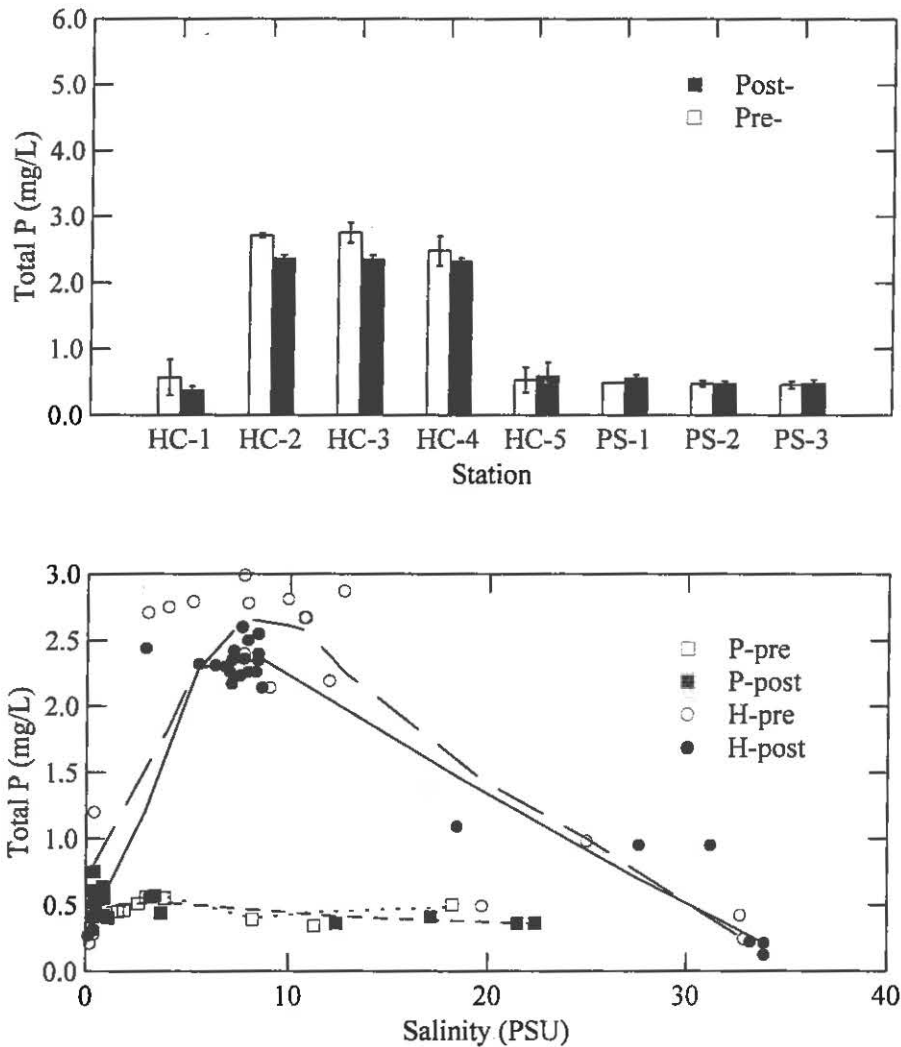 6.0
5.0
4.0
3.0
2.0
1.0
0.0
Total P (mg/L)
Post-
Pre-
HC-1 HC-2 HC-3 HC-4 HC-5 PS-1 PS-2 PS-3
Station
3.0
2.5
2.0
1.5
1.0
0.5
0.0
Total P (mg/L)
P-pre
P-post
H-pre
H-post
0 10 20 30 40
Salinity (PSU)